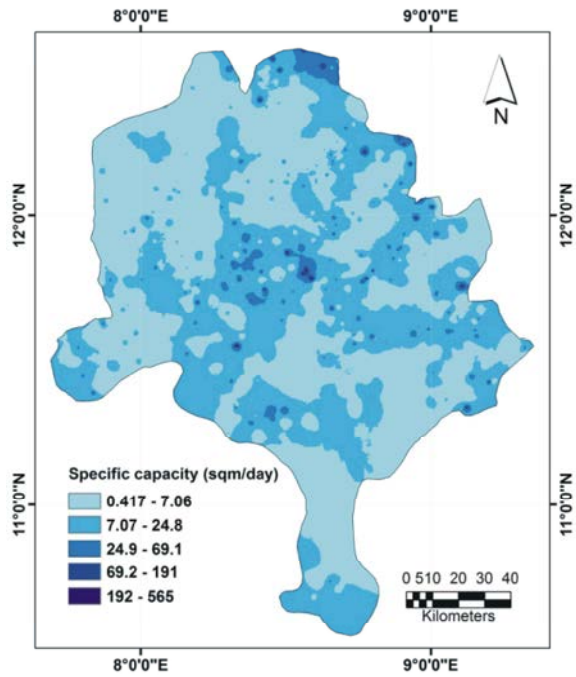 8°0'0"E
9°0'0"E
N
12°0'0"N
12°0'0"N
11°0'0"N
11°0'0"N
Specific capacity (sqm/day)
0.417 - 7.06
7.07 - 24.8
24.9 - 69.1
69.2 - 191
192 - 565
0 5 10 20 30 40
Kilometers
8°0'0"E
9°0'0"E